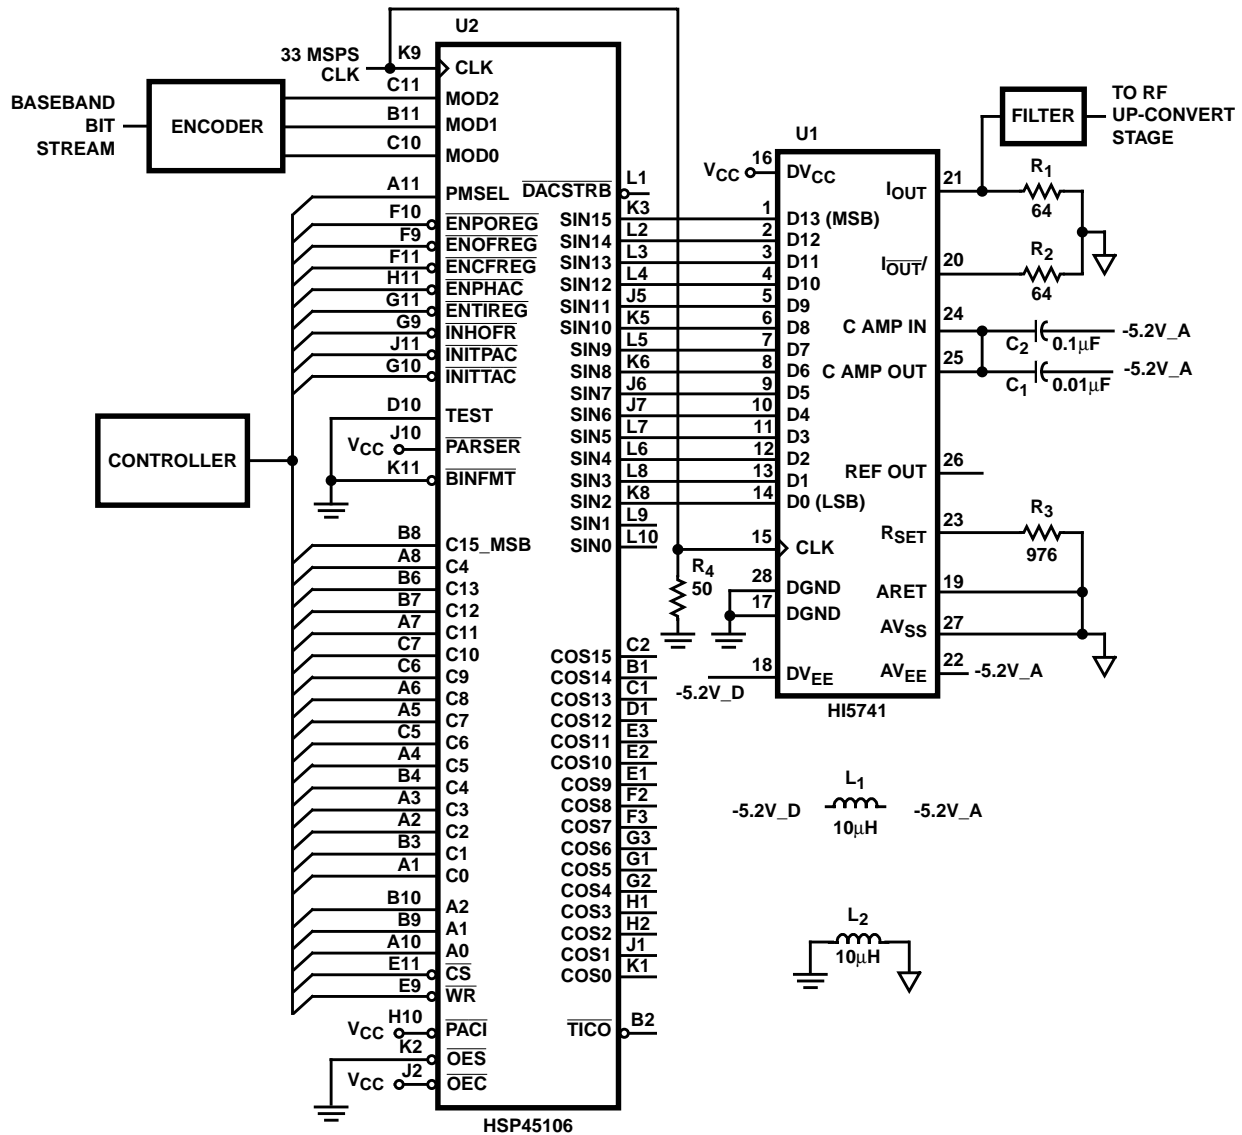 U2
33 MSPS
CLK
K9
CLK
BASEBAND
BIT
STREAM
ENCODER
C11
MOD2
B11
MOD1
C10
MOD0
A11
PMSEL
F10
ENPOREG
F9
ENOFREG
F11
ENCFREG
H11
ENPHAC
G11
ENTIREG
G9
INHOFR
J11
INITPAC
G10
INITTAC
D10
TEST
VCC
J10
PARSER
K11
BINFMT
CONTROLLER
B8
C15_MSB
A8
C4
B6
C13
B7
C12
A7
C11
C7
C10
C6
C9
A6
C8
A5
C7
C5
C6
A4
C5
B4
C4
A3
C3
A2
C2
B3
C1
A1
C0
B10
A2
B9
A1
A10
A0
E11
CS
E9
WR
VCC
H10
PACI
K2
OES
VCC
J2
OEC
HSP45106
DACSTRB
L1
SIN15
K3
SIN14
L2
SIN13
L3
SIN12
L4
SIN11
J5
SIN10
K5
SIN9
L5
SIN8
K6
SIN7
J6
SIN6
J7
SIN5
L7
SIN4
L6
SIN3
L8
SIN2
K8
SIN1
L9
SIN0
L10
COS15
C2
COS14
B1
COS13
C1
COS12
D1
COS11
E3
COS10
E2
COS9
E1
COS8
F2
COS7
F3
COS6
G3
COS5
G1
COS4
G2
COS3
H1
COS2
H2
COS1
J1
COS0
K1
TICO
B2
R4
50
U1
VCC
16
DVCC
1
D13 (MSB)
2
D12
3
D11
4
D10
5
D9
6
D8
7
D7
8
D6
9
D5
10
D4
11
D3
12
D2
13
D1
14
D0 (LSB)
15
CLK
28
DGND
17
DGND
18
DVEE
-5.2V_D
HI5741
FILTER
TO RF
UP-CONVERT
STAGE
IOUT
21
R1
64
IOUT/
20
R2
64
C AMP IN
24
C2
0.1µF
-5.2V_A
C AMP OUT
25
C1
0.01µF
-5.2V_A
REF OUT
26
RSET
23
R3
976
ARET
19
AVSS
27
AVEE
22
-5.2V_A
-5.2V_D
L1
10µH
-5.2V_A
L2
10µH